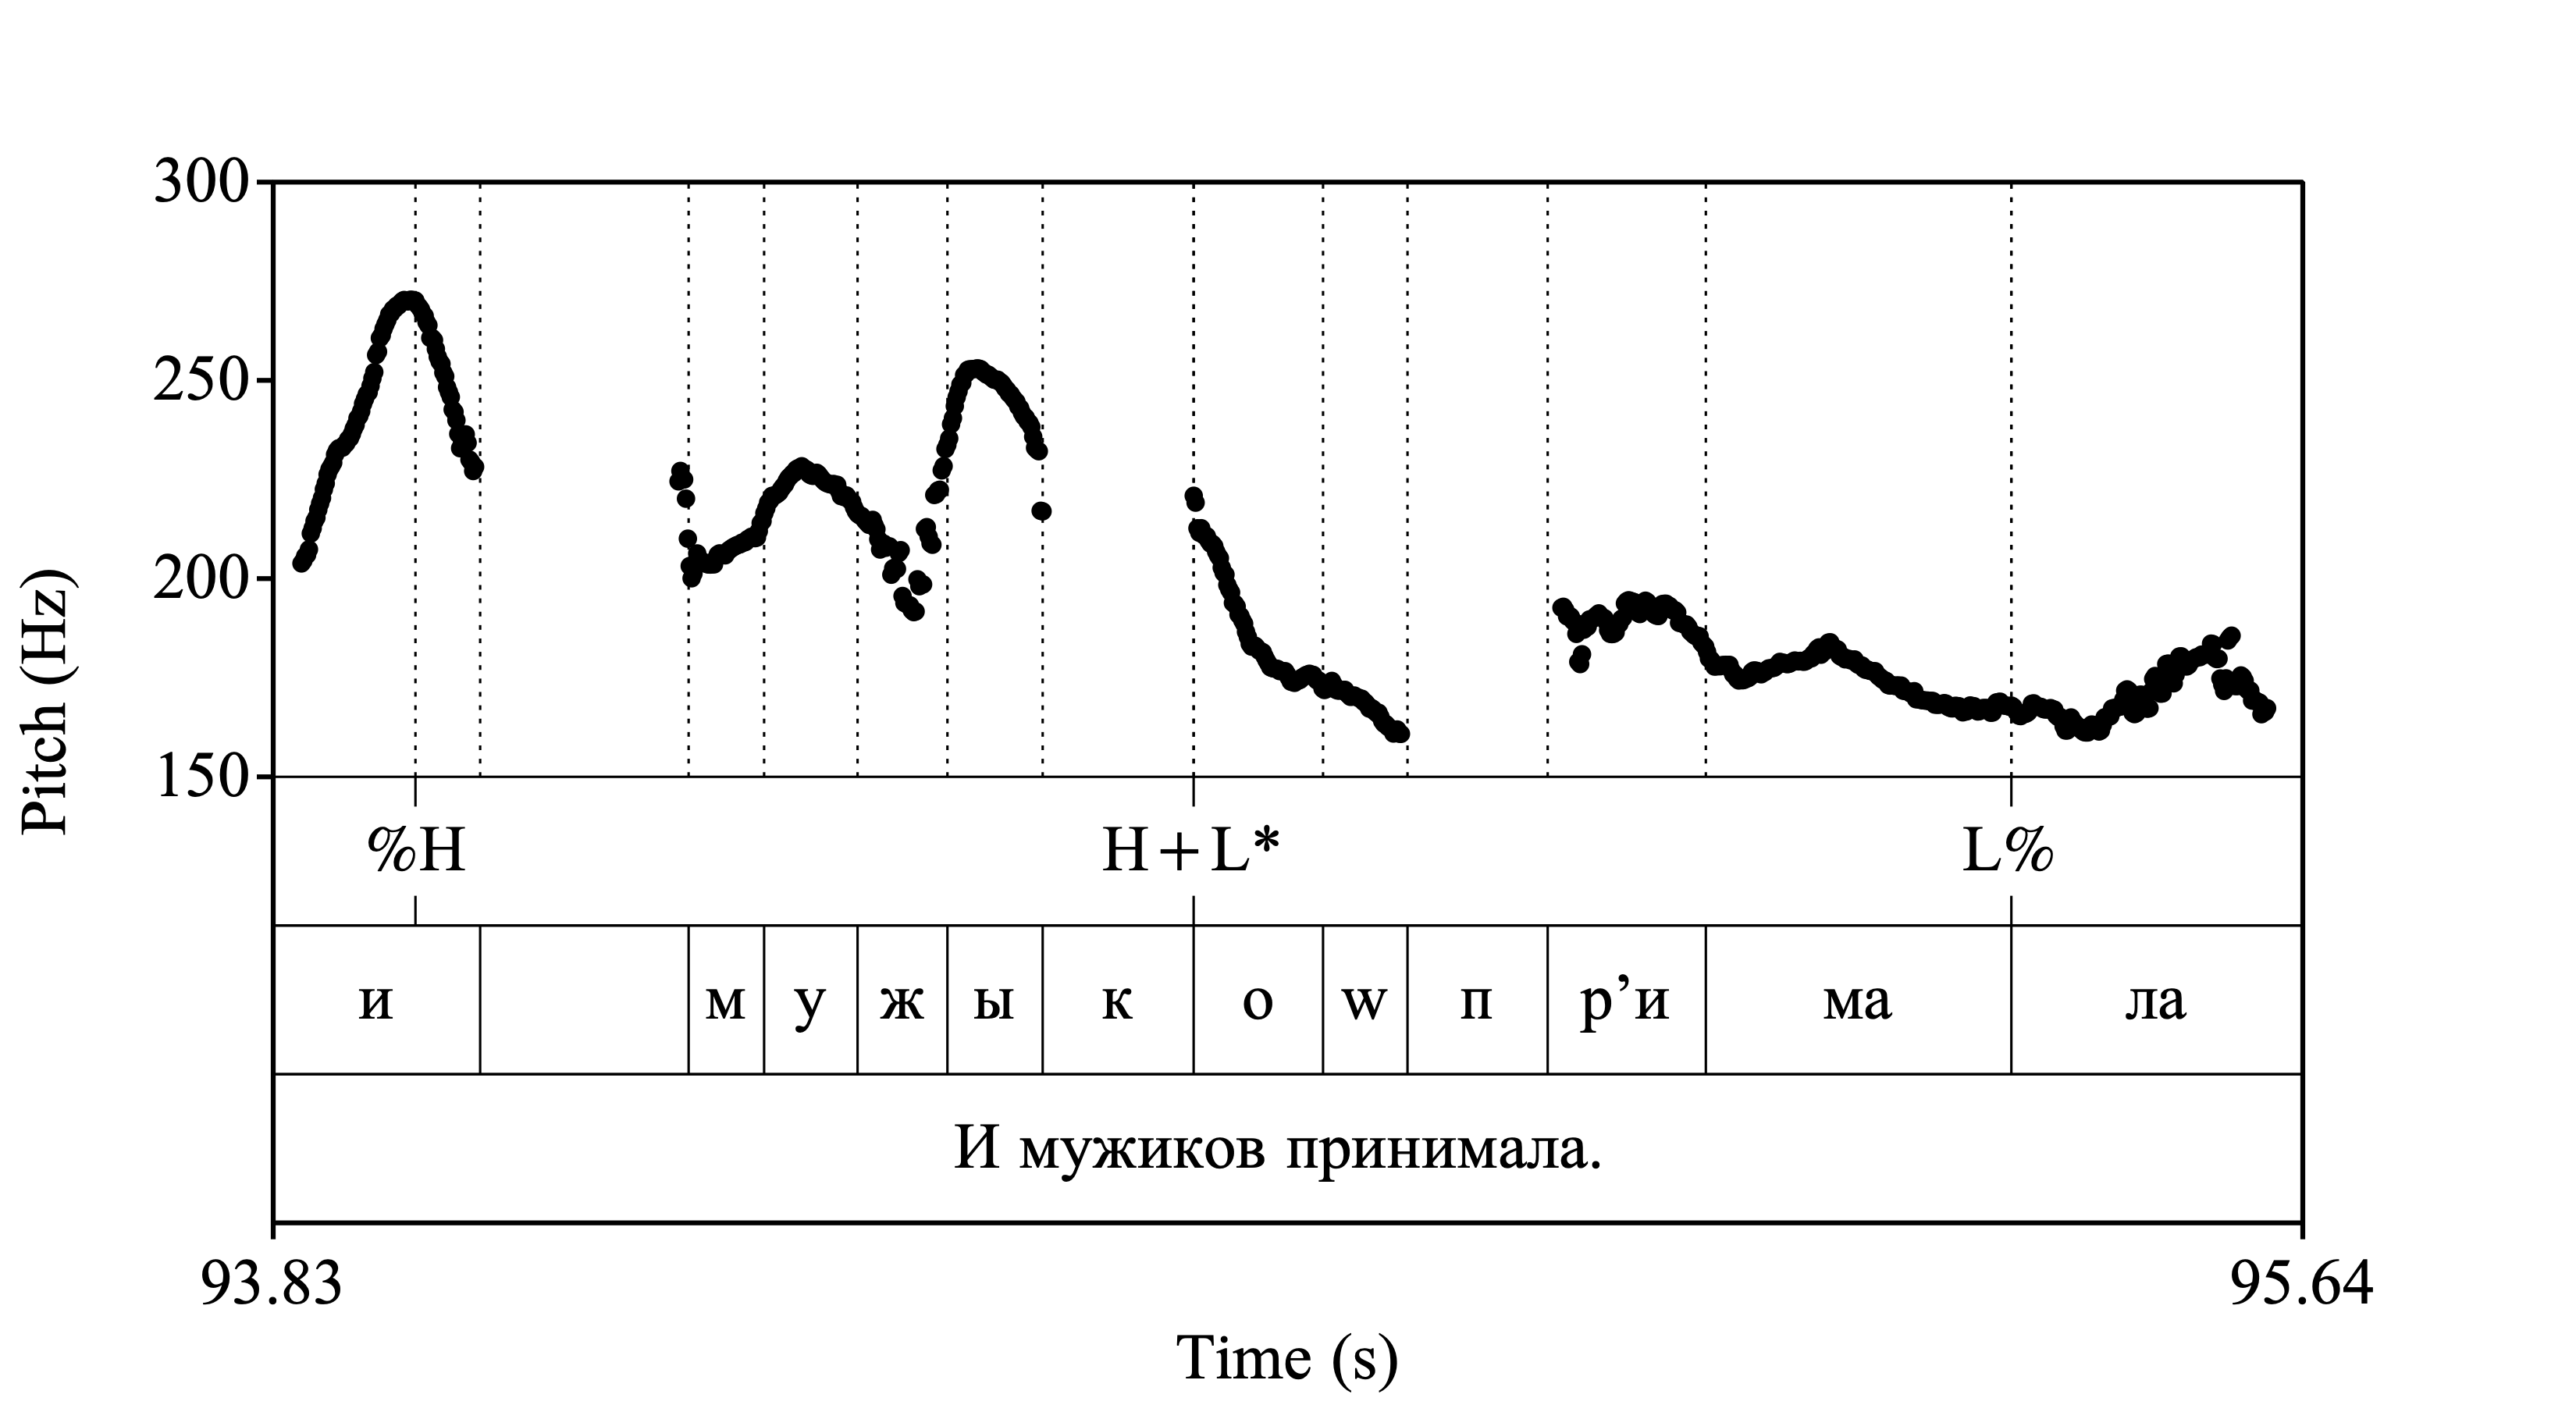 300
250
200
150
Pitch (Hz)
%H H+L* L%
и м у ж ы к о w п р’и ма ла
И мужиков принимала.
93.83 95.64
Time (s)